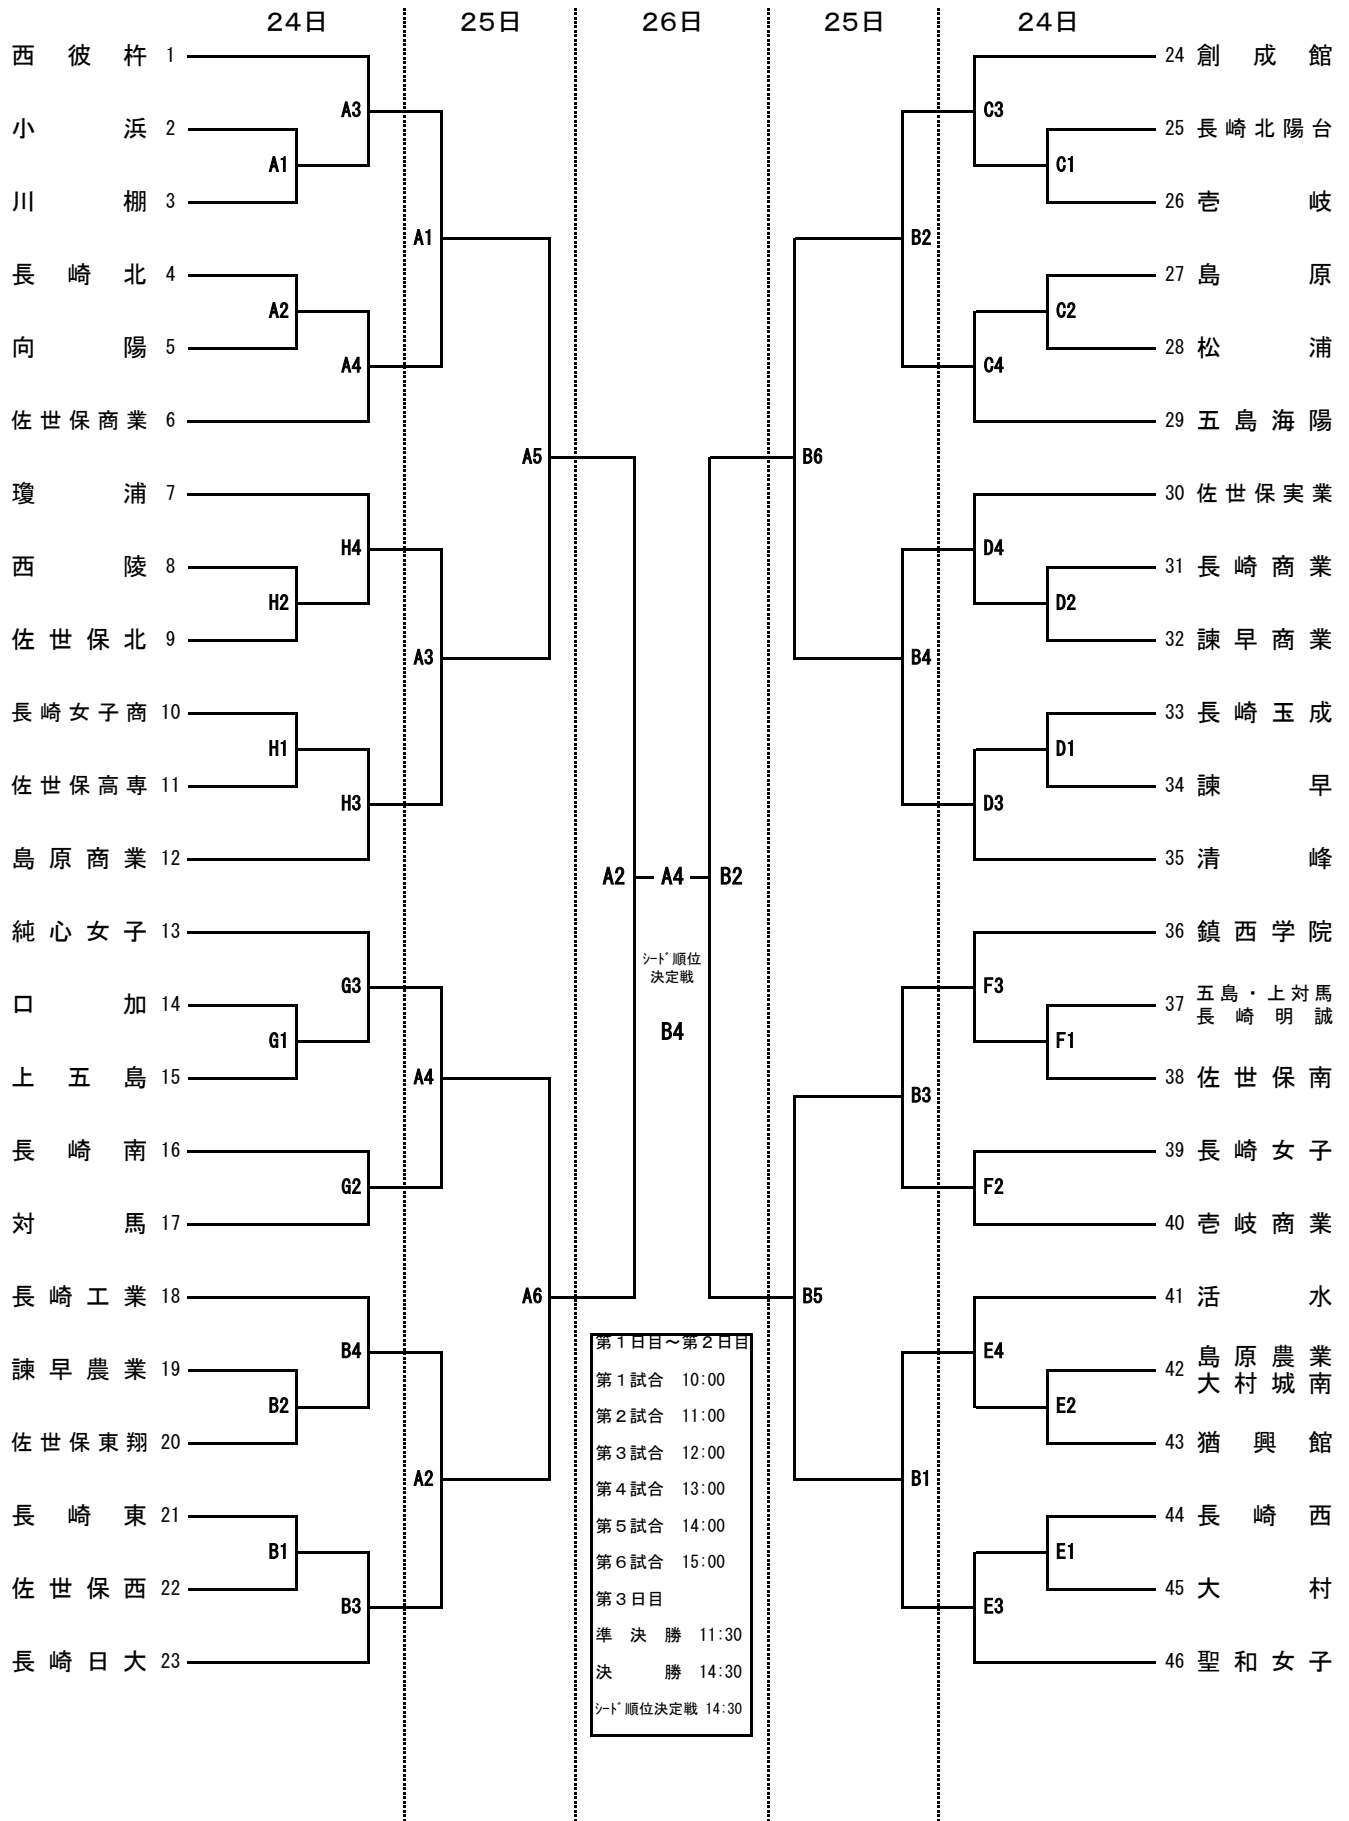 24日 25日 26日 25日 24日
西彼杵 1
小浜 2
川棚 3
長崎北 4
向陽 5
佐世保商業 6
瓊浦 7
西陵 8
佐世保北 9
長崎女子商 10
佐世保高専 11
島原商業 12
純心女子 13
口加 14
上五島 15
長崎南 16
対馬 17
長崎工業 18
諫早農業 19
佐世保東翔 20
長崎東 21
佐世保西 22
長崎日大 23
A3
A1
A2
A4
H4
H2
H1
H3
G3
G1
G2
B4
B2
B1
B3
A1
A3
A4
A2
A5
A6
A2 A4 B2
シード順位
決定戦
B4
第1日目～第2日目
第1試合 10:00
第2試合 11:00
第3試合 12:00
第4試合 13:00
第5試合 14:00
第6試合 15:00
第3日目
準決勝 11:30
決勝 14:30
シード順位決定戦 14:30
B6
B5
B2
B4
B3
B1
C3
C1
C2
C4
D4
D2
D1
D3
F3
F1
F2
E4
E2
E1
E3
24 創成館
25 長崎北陽台
26 壱岐
27 島原
28 松浦
29 五島海陽
30 佐世保実業
31 長崎商業
32 諫早商業
33 長崎玉成
34 諫早
35 清峰
36 鎮西学院
37 五島・上対馬
長崎明誠
38 佐世保南
39 長崎女子
40 壱岐商業
41 活水
42 島原農業
大村城南
43 猶興館
44 長崎西
45 大村
46 聖和女子